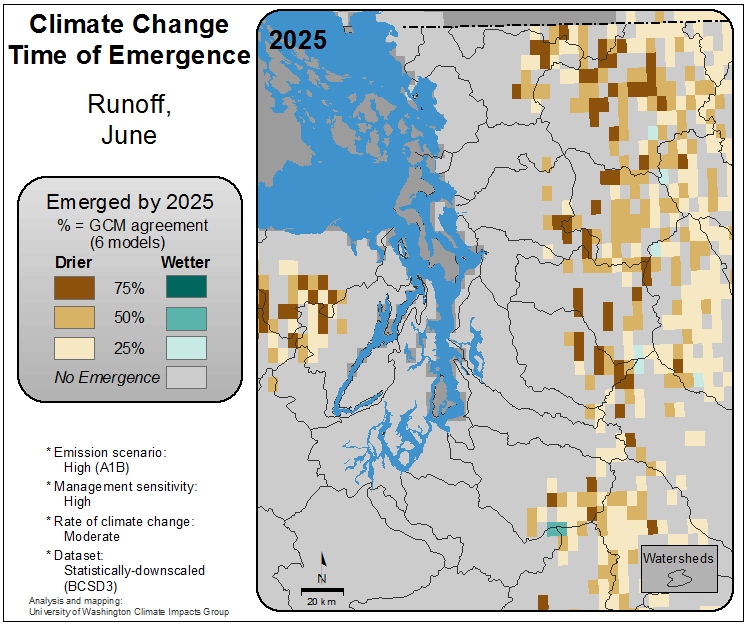 Climate Change
Time of Emergence
Runoff,
June
Emerged by 2025
% = GCM agreement
(6 models)
Drier Wetter
75%
50%
25%
No Emergence
* Emission scenario:
High (A1B)
* Management sensitivity:
High
* Rate of climate change:
Moderate
* Dataset:
Statistically-downscaled
(BCSD3)
Analysis and mapping:
University of Washington Climate Impacts Group
2025
N
20 km
Watersheds